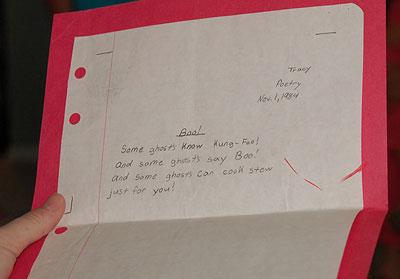 Tracy
Poetry
Nov. 1, 1984
Boo!
Some ghosts Know Kung-Foo!
and some ghosts say Boo!
and some ghosts can cook stew
just for you!